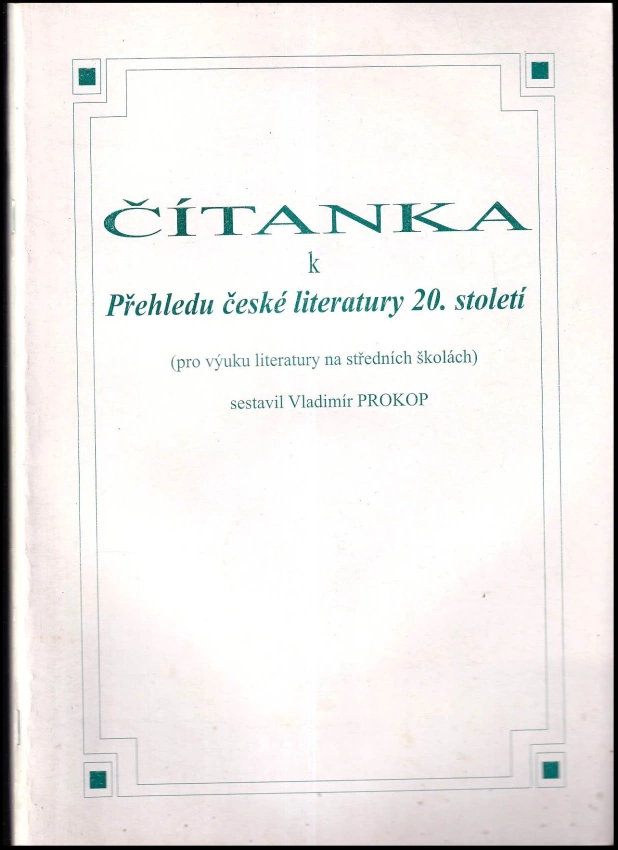 ČÍTANKA
k
Přehledu české literatury 20. století
(pro výuku literatury na středních školách)
sestavil Vladimír PROKOP